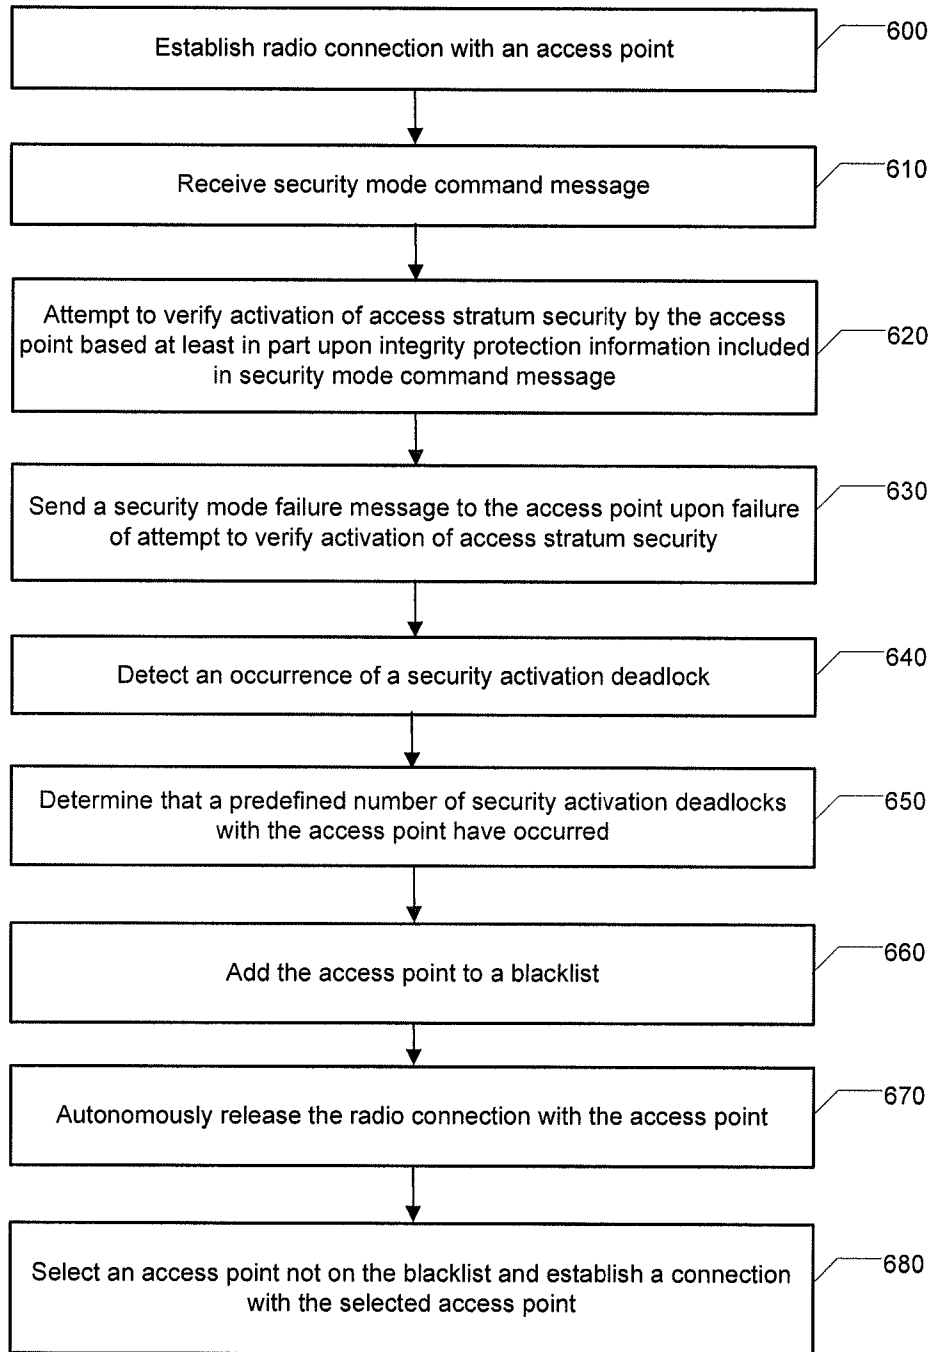 Establish radio connection with an access point
600
Receive security mode command message
610
Attempt to verify activation of access stratum security by the access
point based at least in part upon integrity protection information included
in security mode command message
620
Send a security mode failure message to the access point upon failure
of attempt to verify activation of access stratum security
630
Detect an occurrence of a security activation deadlock
640
Determine that a predefined number of security activation deadlocks
with the access point have occurred
650
Add the access point to a blacklist
660
Autonomously release the radio connection with the access point
670
Select an access point not on the blacklist and establish a connection
with the selected access point
680